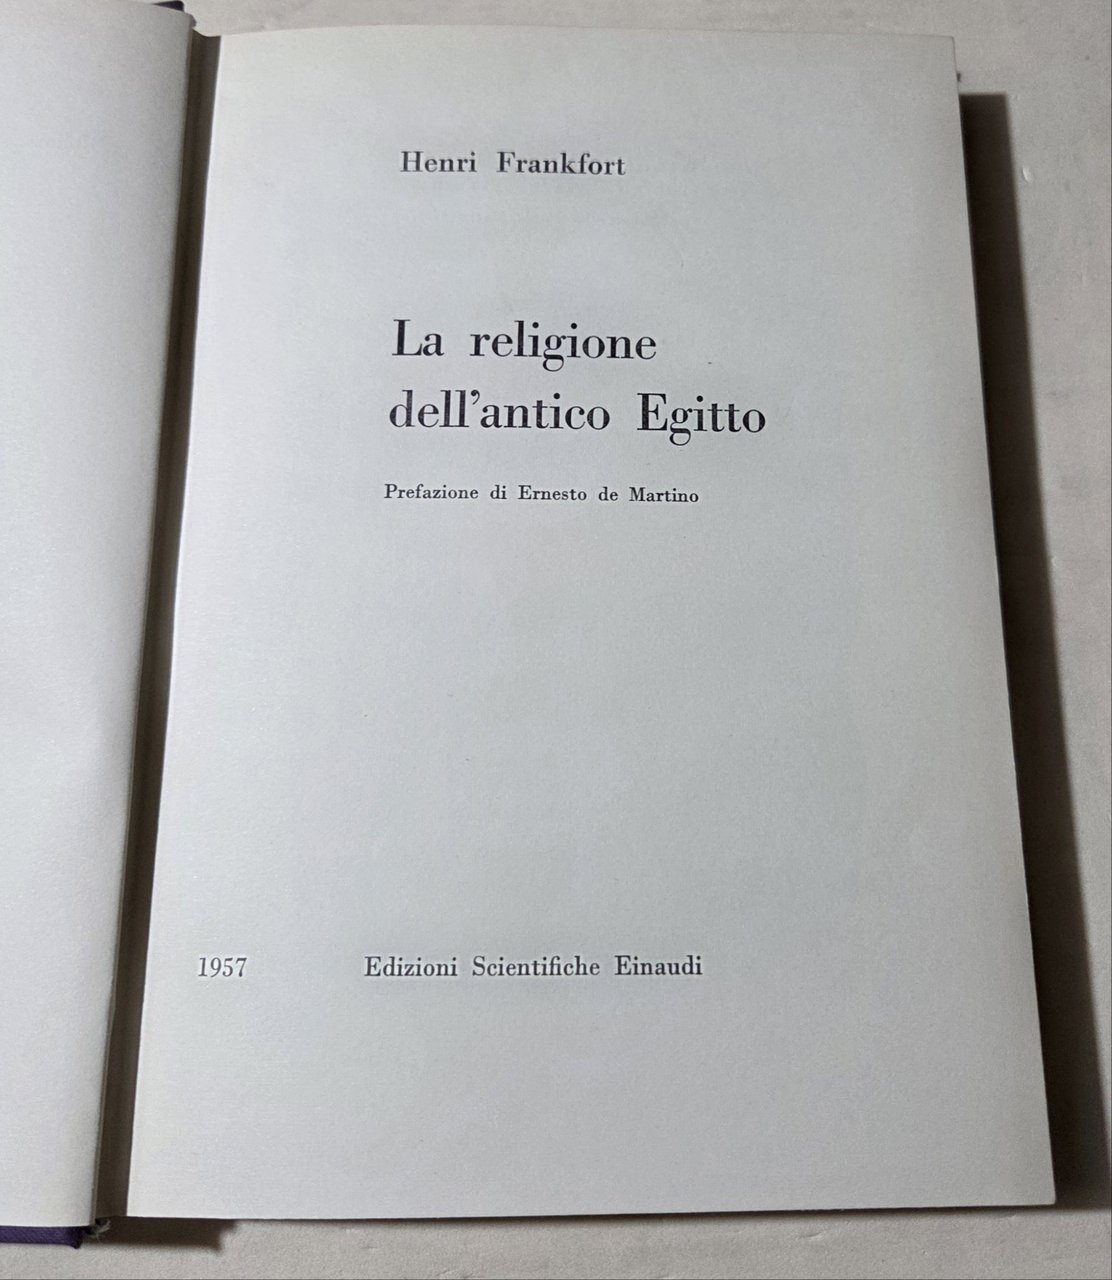 Henri Frankfort
La religione
dell’antico Egitto
Prefazione di Ernesto de Martino
1957 Edizioni Scientifiche Einaudi